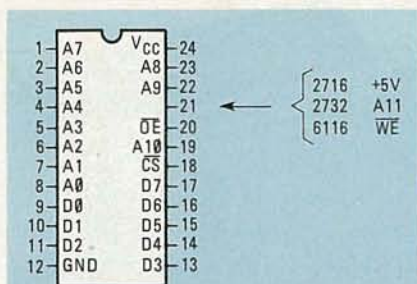 1 A7 VCC 24
2 A6 A8 23
3 A5 A9 22
4 A4 21
5 A3 OE 20
6 A2 A10 19
7 A1 CS 18
8 A0 D7 17
9 D0 D6 16
10 D1 D5 15
11 D2 D4 14
12 GND D3 13
2716 +5V
2732 A11
6116 WE